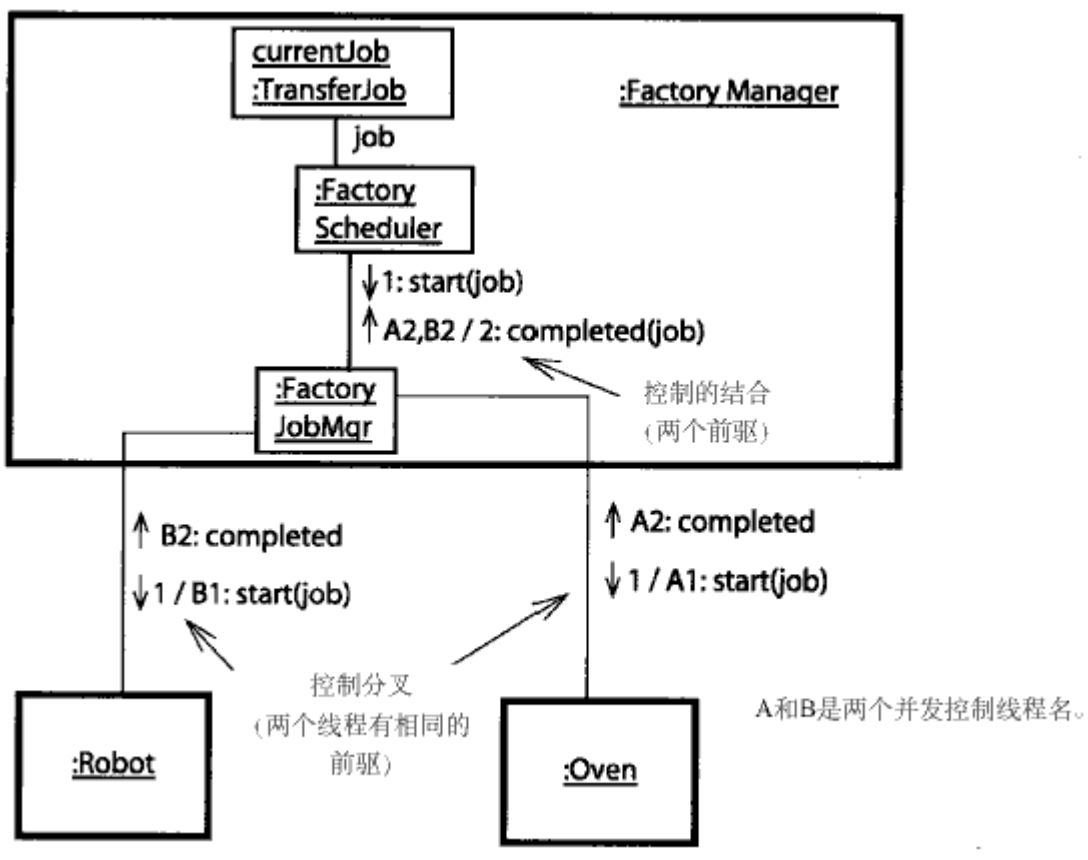 currentJob
:TransferJob
:Factory Manager
job
:Factory
Scheduler
1: start(job)
A2,B2 / 2: completed(job)
:Factory
JobMgr
控制的结合
(两个前驱)
B2: completed
1 / B1: start(job)
A2: completed
1 / A1: start(job)
控制分叉
(两个线程有相同的
前驱)
A和B是两个并发控制线程名。
:Robot
:Oven